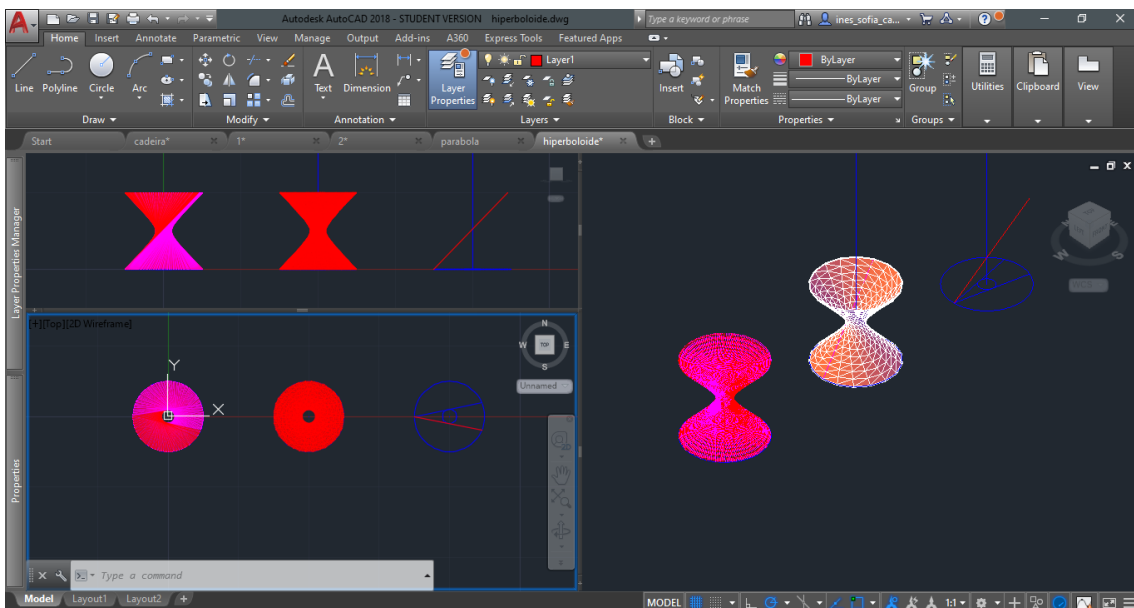 Autodesk AutoCAD 2018 - STUDENT VERSION hiperboloide.dwg
Type a keyword or phrase
ines_sofia_ca...
Home Insert Annotate Parametric View Manage Output Add-ins A360 Express Tools Featured Apps
Line Polyline Circle Arc
Text Dimension
Layer Properties
Layer1
Insert
Match Properties
ByLayer
ByLayer
ByLayer
Group
Utilities
Clipboard
View
Draw Modify Annotation Layers Block Properties Groups
Start cadeira* 1* 2* parabola hiperboloide*
Layer Properties Manager
[+][Top][2D Wireframe]
N
W TOP E
S
Unnamed
Y
X
WCS
Properties
Type a command
Model Layout1 Layout2 +
MODEL 1:1